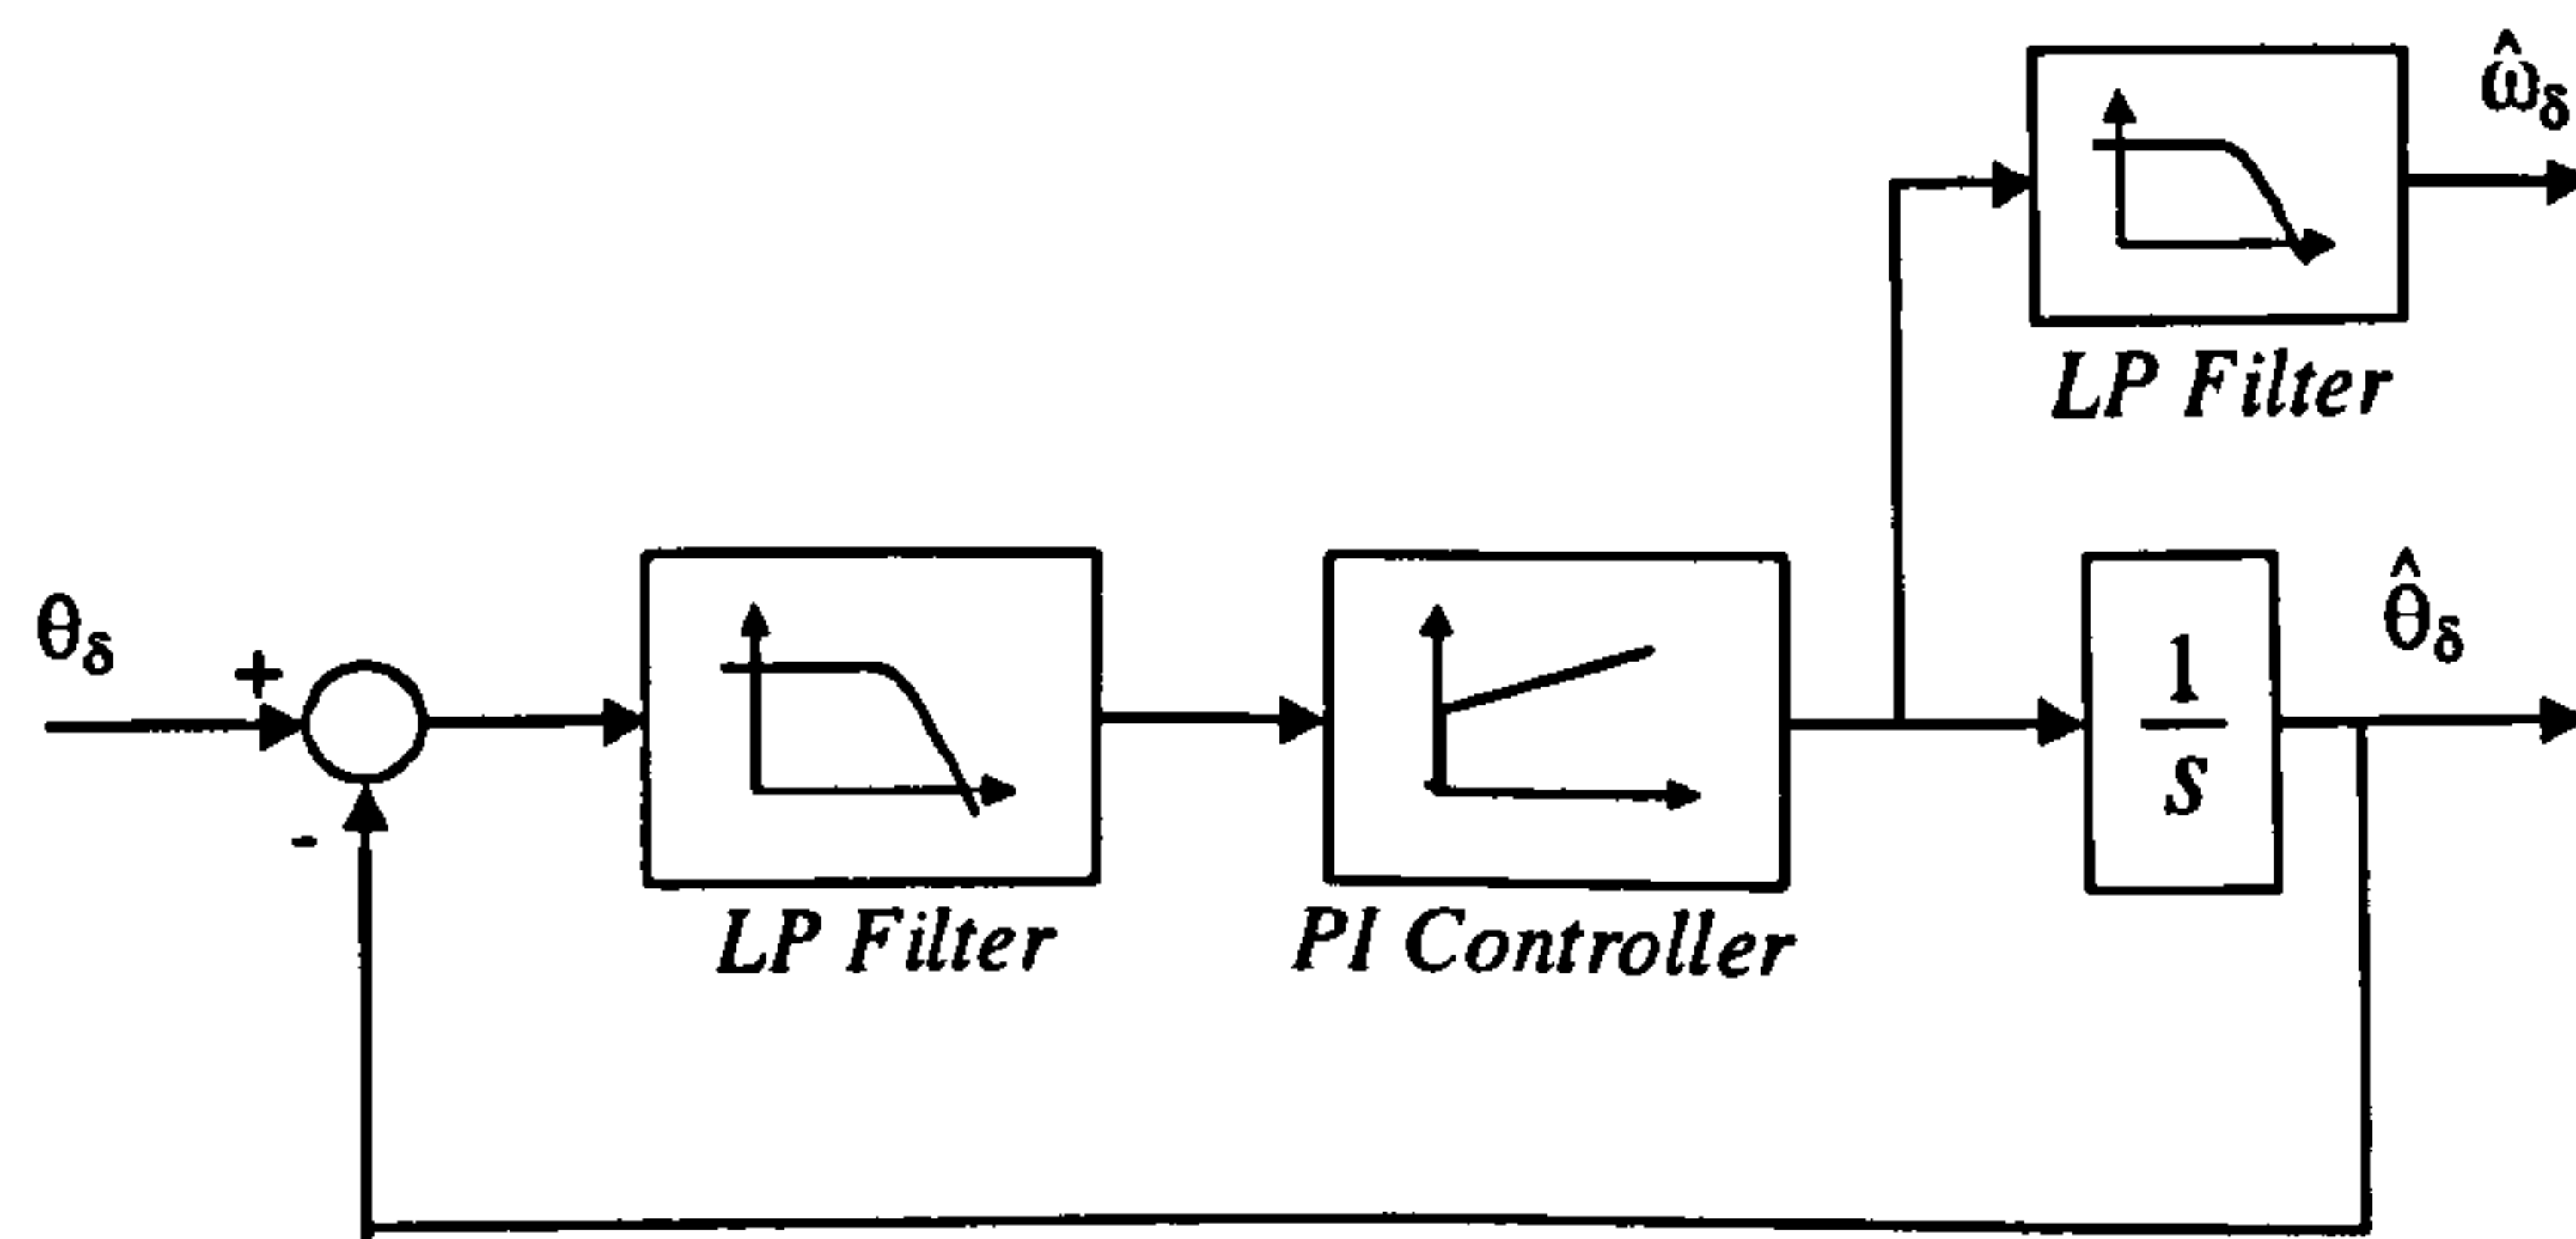 ω̂δ
LP Filter
θδ
+
-
1
s
θ̂δ
LP Filter
PI Controller